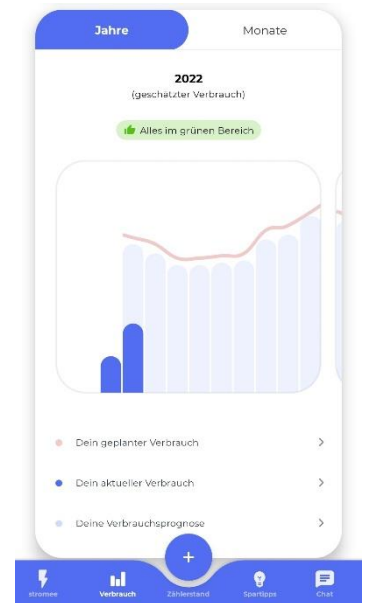 Jahre
Monate
2022
(geschätzter Verbrauch)
Alles im grünen Bereich
Dein geplanter Verbrauch
Dein aktueller Verbrauch
Deine Verbrauchsprognose
+
stromee
Verbrauch
Zählerstand
Spartipps
Chat